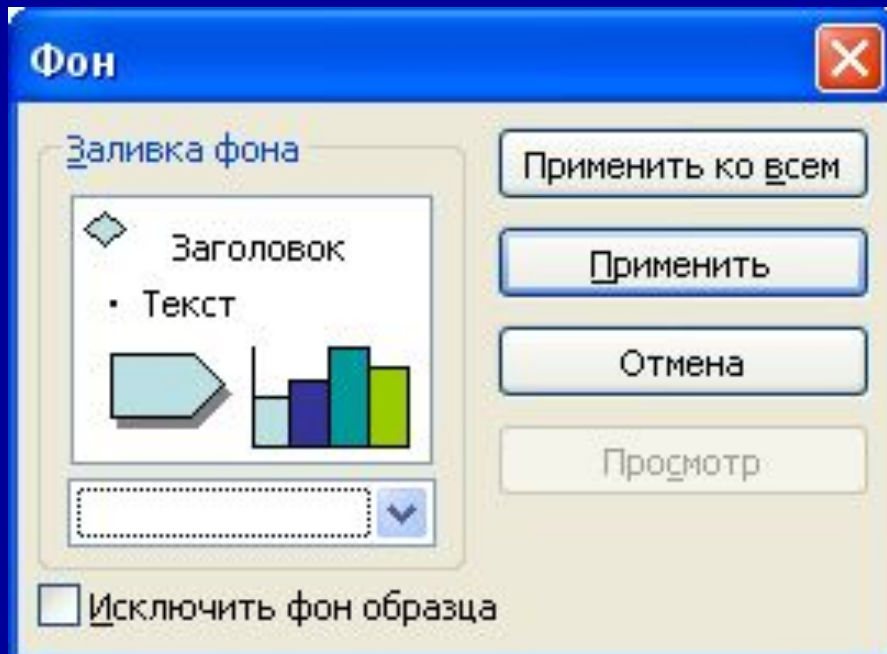 Фон
Заливка фона
Заголовок
· Текст
Применить ко всем
Применить
Отмена
Просмотр
Исключить фон образца